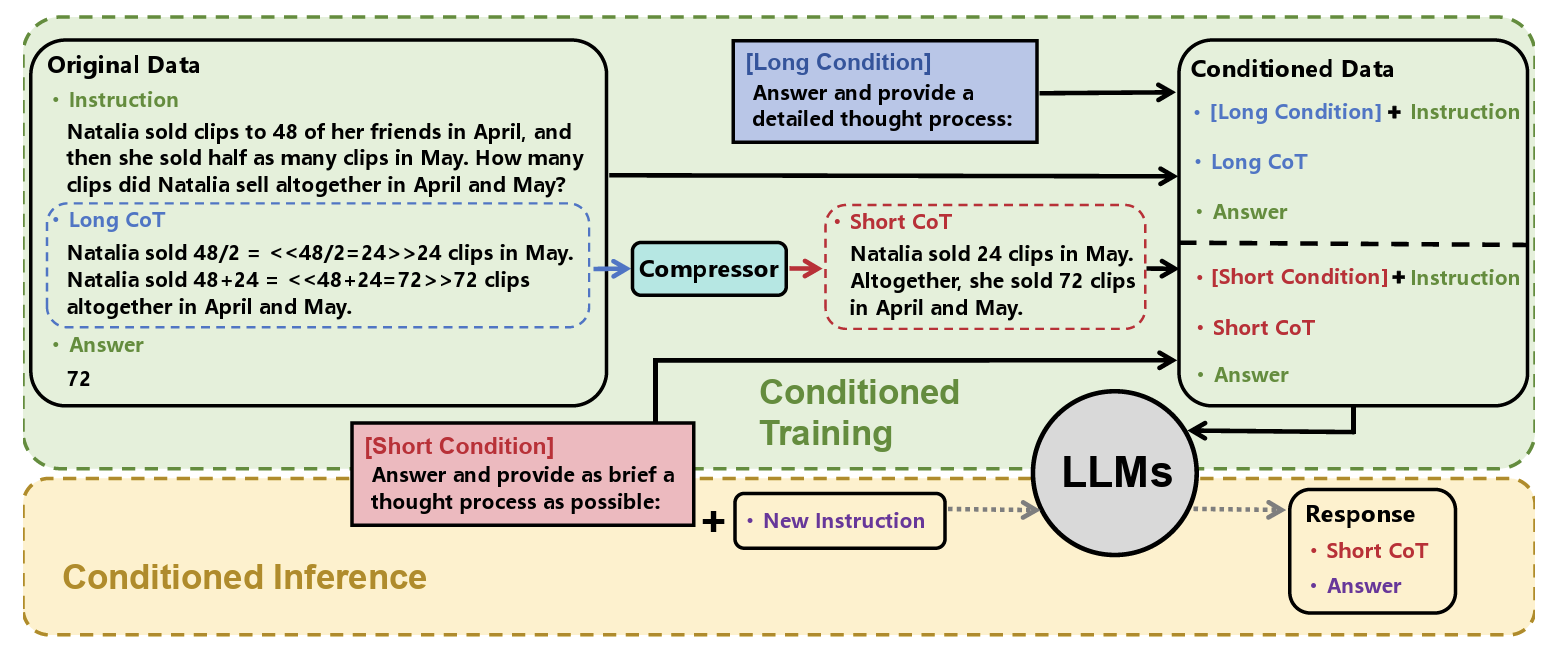 Original Data
• Instruction
Natalia sold clips to 48 of her friends in April, and
then she sold half as many clips in May. How many
clips did Natalia sell altogether in April and May?
• Long CoT
Natalia sold 48/2 = <<48/2=24>>24 clips in May.
Natalia sold 48+24 = <<48+24=72>>72 clips
altogether in April and May.
• Answer
72
[Long Condition]
Answer and provide a
detailed thought process:
Compressor
• Short CoT
Natalia sold 24 clips in May.
Altogether, she sold 72 clips
in April and May.
Conditioned Data
• [Long Condition] + Instruction
• Long CoT
• Answer
• [Short Condition] + Instruction
• Short CoT
• Answer
Conditioned
Training
[Short Condition]
Answer and provide as brief a
thought process as possible:
+
• New Instruction
LLMs
Response
• Short CoT
• Answer
Conditioned Inference